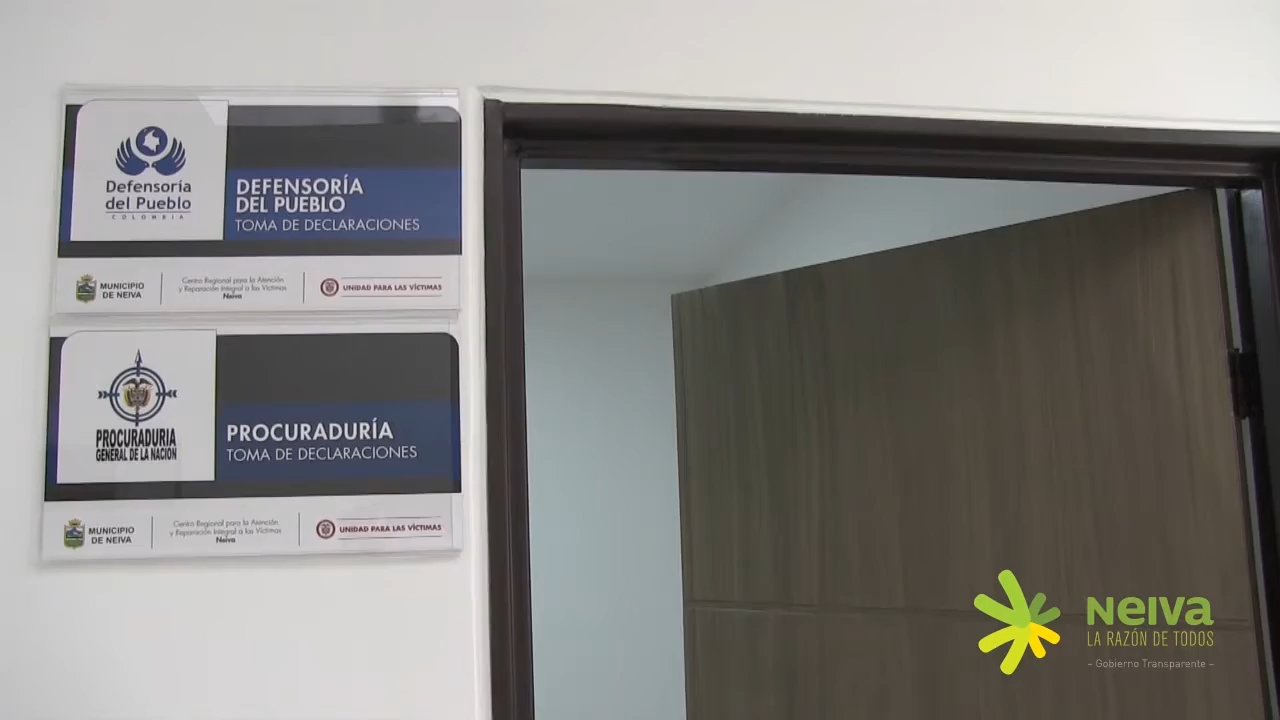 Defensoría
del Pueblo
COLOMBIA
DEFENSORÍA
DEL PUEBLO
TOMA DE DECLARACIONES
MUNICIPIO
DE NEIVA
Centro Regional para la Atención
y Reparación Integral a las Víctimas
Neiva
UNIDAD PARA LAS VÍCTIMAS
PROCURADURIA
GENERAL DE LA NACION
PROCURADURÍA
TOMA DE DECLARACIONES
MUNICIPIO
DE NEIVA
Centro Regional para la Atención
y Reparación Integral a las Víctimas
Neiva
UNIDAD PARA LAS VÍCTIMAS
NEIVA
LA RAZÓN DE TODOS
– Gobierno Transparente –